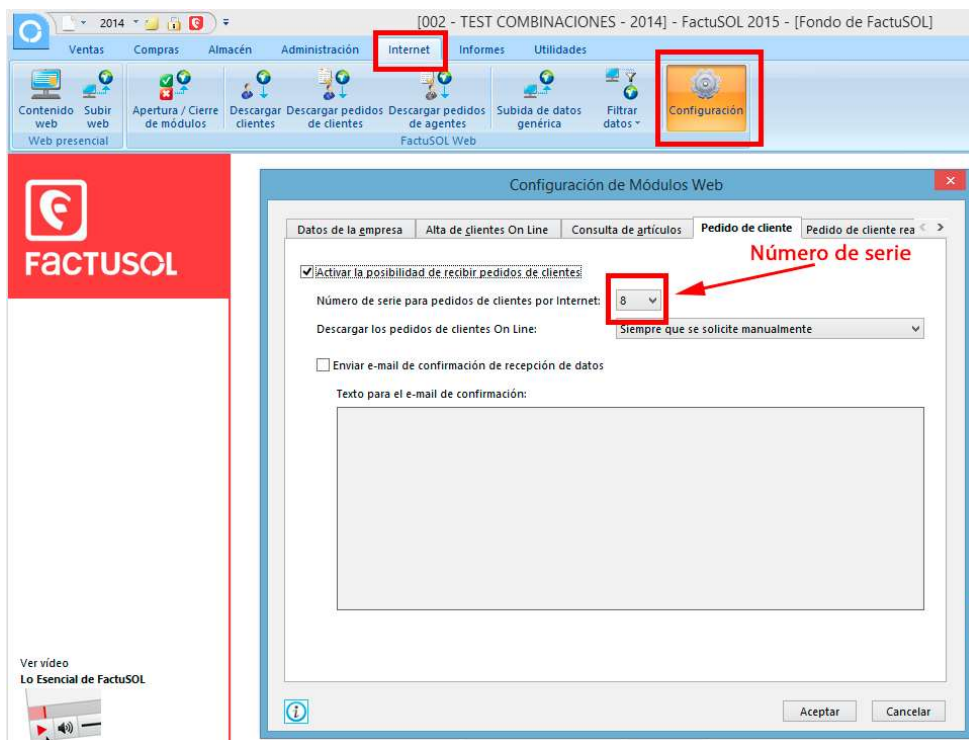 2014
[002 - TEST COMBINACIONES - 2014] - FactuSOL 2015 - [Fondo de FactuSOL]
Ventas Compras Almacén Administración Internet Informes Utilidades
Contenido web
Subir web
Apertura / Cierre de módulos
Descargar clientes
Descargar pedidos de clientes
Descargar pedidos de agentes
Subida de datos genérica
Filtrar datos
Configuración
Web presencial
FactuSOL Web
FACTUSOL
Configuración de Módulos Web
Datos de la empresa Alta de clientes On Line Consulta de artículos Pedido de cliente Pedido de cliente rea
Número de serie
Activar la posibilidad de recibir pedidos de clientes
Número de serie para pedidos de clientes por Internet: 8
Descargar los pedidos de clientes On Line: Siempre que se solicite manualmente
Enviar e-mail de confirmación de recepción de datos
Texto para el e-mail de confirmación:
Ver vídeo
Lo Esencial de FactuSOL
Aceptar Cancelar